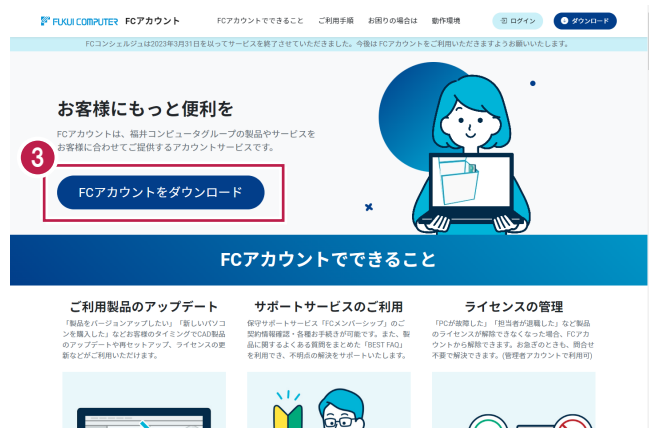 FUKUI COMPUTER FCアカウント FCアカウントでできること ご利用手順 お困りの場合は 動作環境 ログイン ダウンロード
FCコンシェルジュは2023年3月31日を以ってサービスを終了させていただきました。今後は FCアカウントをご利用いただきますようお願いいたします。
お客様にもっと便利を
FCアカウントは、福井コンピュータグループの製品やサービスを
お客様に合わせてご提供するアカウントサービスです。
3
FCアカウントをダウンロード
FCアカウントでできること
ご利用製品のアップデート
「製品をバージョンアップしたい」「新しいパソコ
ンを購入した」などお客様のタイミングでCAD製品
のアップデートや再セットアップ、ライセンスの更
新などがご利用いただけます。
サポートサービスのご利用
保守サポートサービス「FCメンバーシップ」のご
契約情報確認・各種お手続きが可能です。また、製
品に関するよくある質問をまとめた「BEST FAQ」
を利用でき、不明点の解決をサポートいたします。
ライセンスの管理
「PCが故障した」「担当者が退職した」など製品
のライセンスが解除できなくなった場合、FCアカ
ウントから解除できます。お急ぎのときも、問合せ
不要で解決できます。(管理者アカウントで利用可)